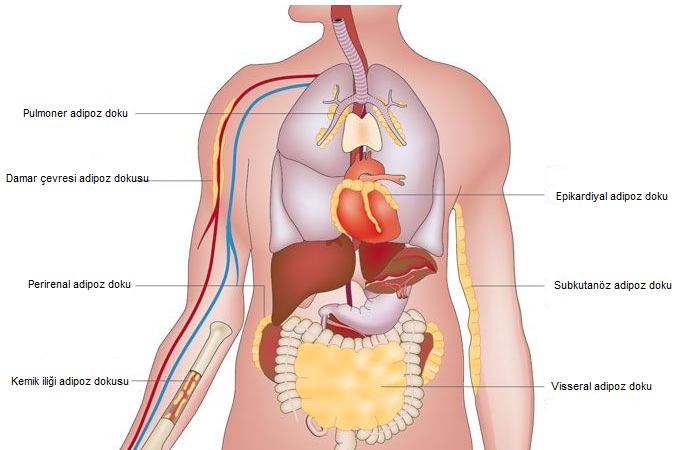 Pulmoner adipoz doku
Damar çevresi adipoz dokusu
Perirenal adipoz doku
Kemik iliği adipoz dokusu
Epikardiyal adipoz doku
Subkutanöz adipoz doku
Visseral adipoz doku